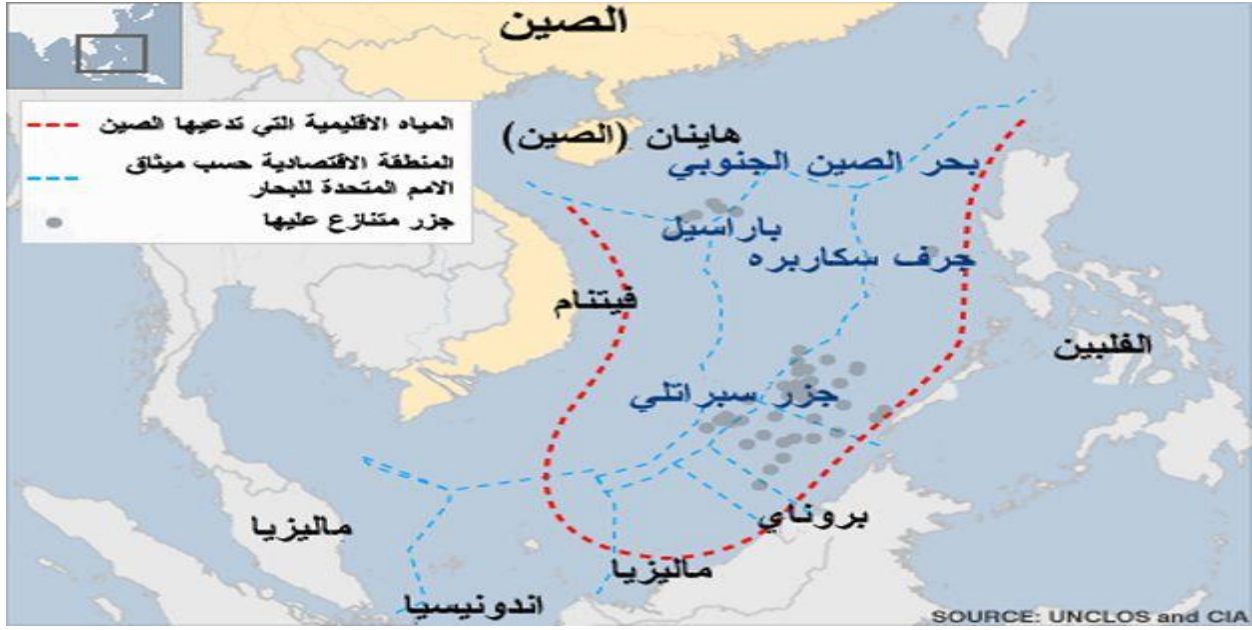 الصين
المياه الاقليمية التي تدعيها الصين
المنطقة الاقتصادية حسب ميثاق
الامم المتحدة للبحار
جزر متنازع عليها
هاينان (الصين)
بحر الصين الجنوبي
باراسيل
جرف سكاربره
فيتنام
الفلبين
جزر سبراتلي
ماليزيا
بروناي
ماليزيا
اندونيسيا
SOURCE: UNCLOS and CIA